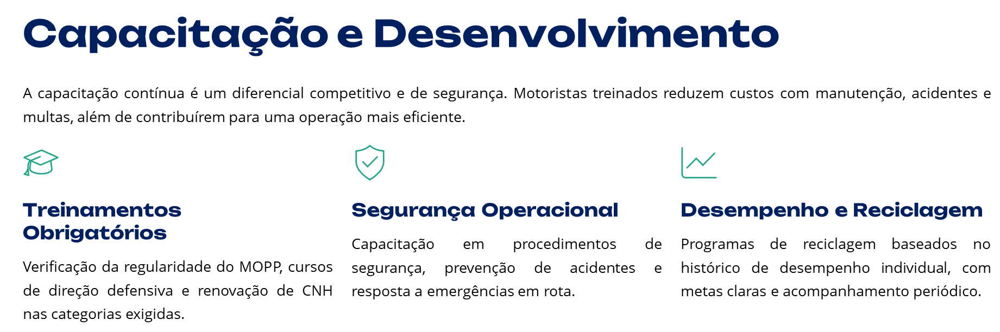 Capacitação e Desenvolvimento
A capacitação contínua é um diferencial competitivo e de segurança. Motoristas treinados reduzem custos com manutenção, acidentes e
multas, além de contribuírem para uma operação mais eficiente.
Treinamentos
Obrigatórios
Verificação da regularidade do MOPP, cursos
de direção defensiva e renovação de CNH
nas categorias exigidas.
Segurança Operacional
Capacitação em procedimentos de
segurança, prevenção de acidentes e
resposta a emergências em rota.
Desempenho e Reciclagem
Programas de reciclagem baseados no
histórico de desempenho individual, com
metas claras e acompanhamento periódico.